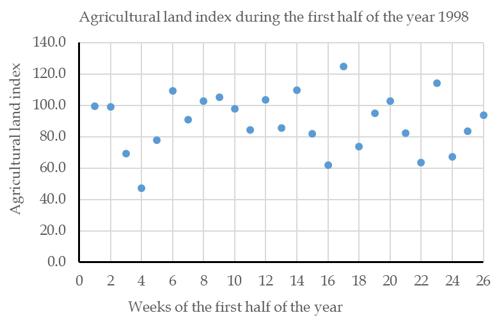 Agricultural land index during the first half of the year 1998
Agricultural land index
140.0
120.0
100.0
80.0
60.0
40.0
20.0
0.0
0 2 4 6 8 10 12 14 16 18 20 22 24 26
Weeks of the first half of the year